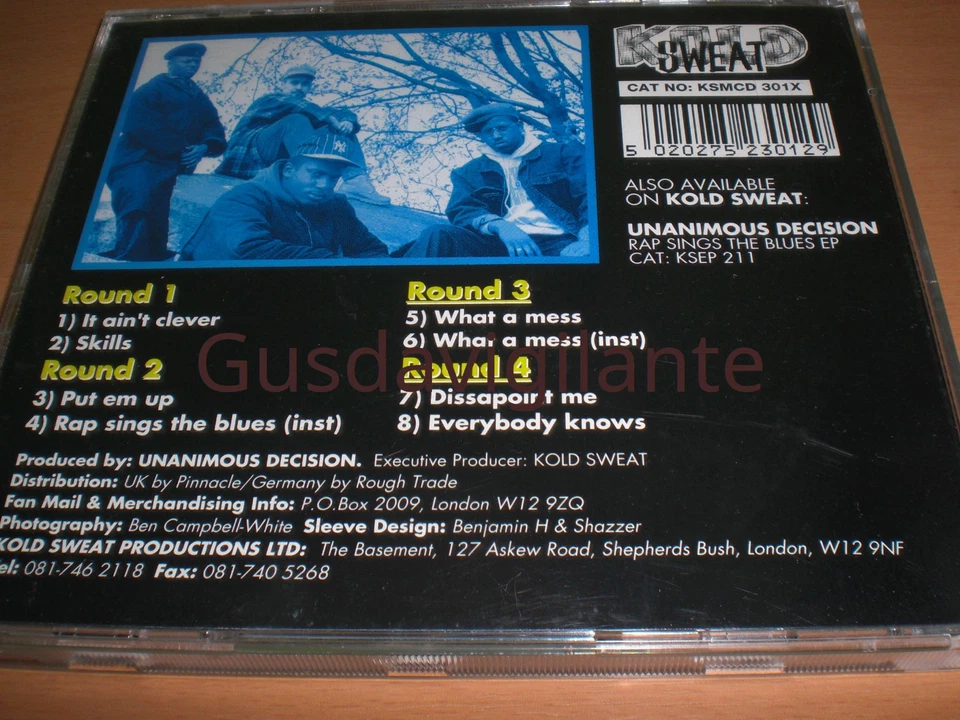 KOLD
SWEAT
CAT NO: KSMCD 301X
5 020275 230129
ALSO AVAILABLE
ON KOLD SWEAT:
UNANIMOUS DECISION
RAP SINGS THE BLUES EP
CAT: KSEP 211
Round 1
1) It ain't clever
2) Skills
Round 2
3) Put em up
4) Rap sings the blues (inst)
Round 3
5) What a mess
6) What a mess (inst)
Round 4
7) Dissapoint me
8) Everybody knows
Gusdavigilante
Produced by: UNANIMOUS DECISION. Executive Producer: KOLD SWEAT
Distribution: UK by Pinnacle/Germany by Rough Trade
Fan Mail & Merchandising Info: P.O.Box 2009, London W12 9ZQ
Photography: Ben Campbell-White Sleeve Design: Benjamin H & Shazzer
KOLD SWEAT PRODUCTIONS LTD: The Basement, 127 Askew Road, Shepherds Bush, London, W12 9NF
Tel: 081-746 2118 Fax: 081-740 5268